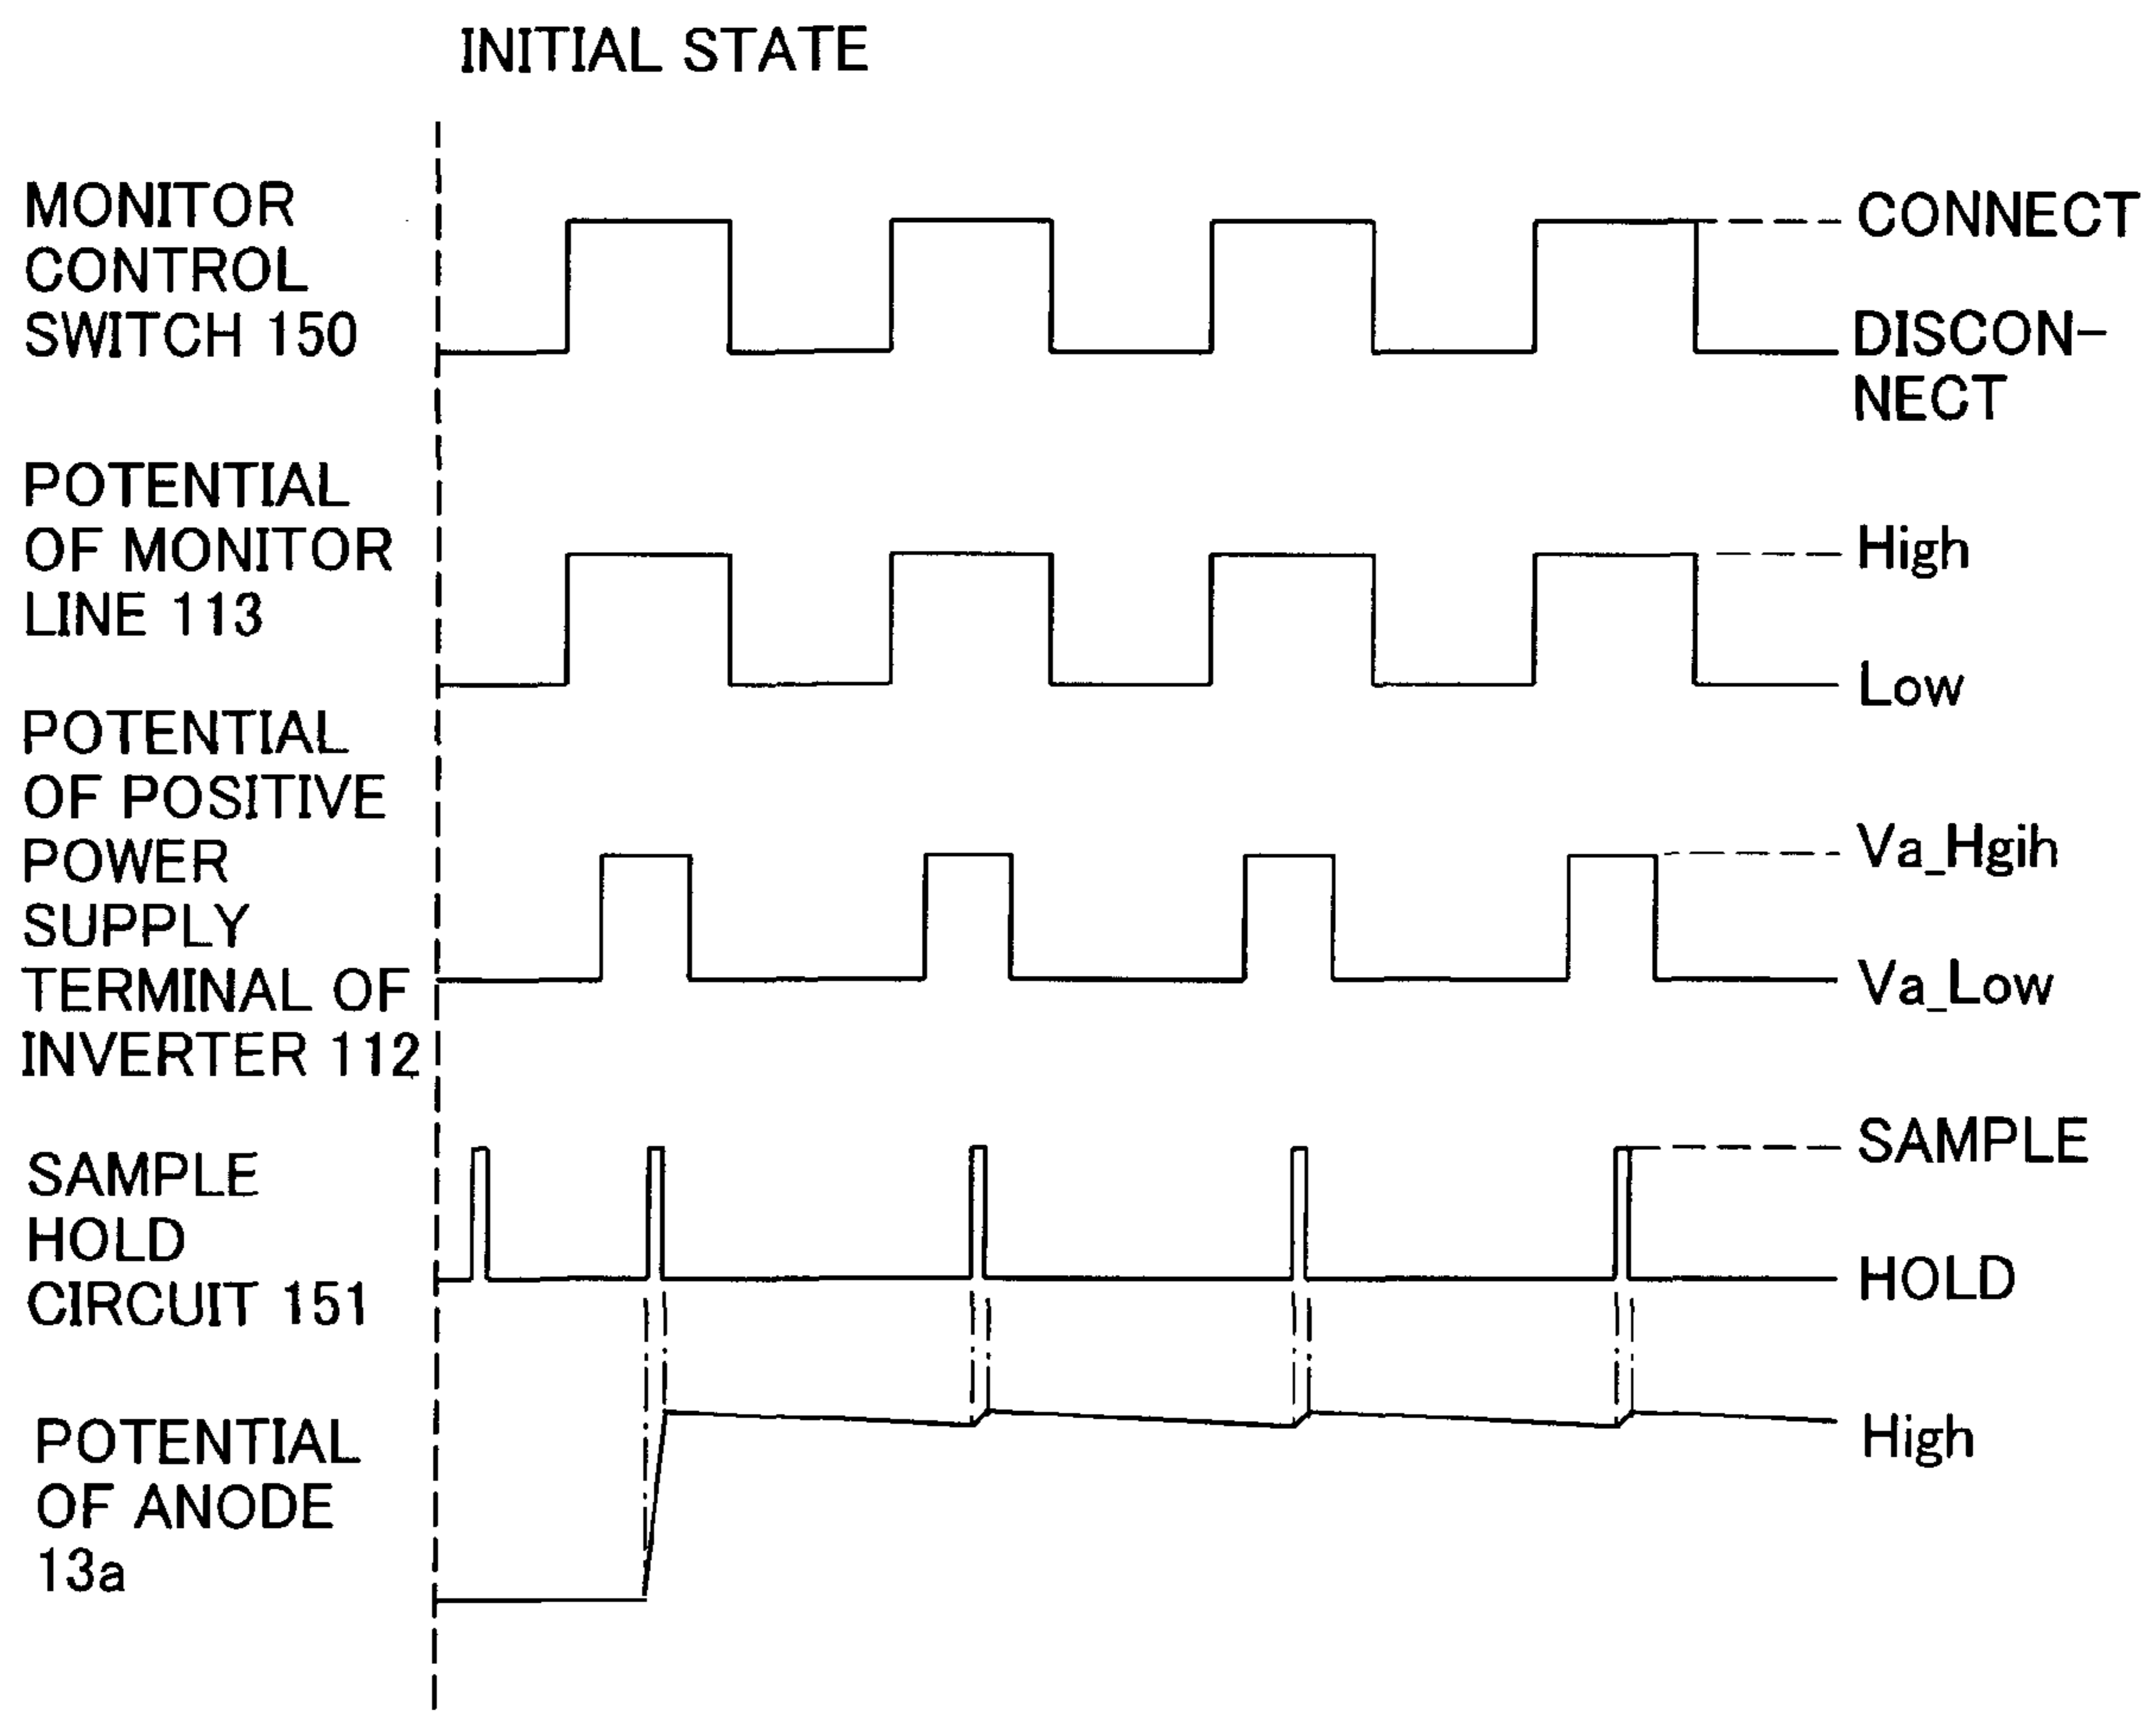 INITIAL STATE
MONITOR
CONTROL
SWITCH 150
CONNECT
DISCON-
NECT
POTENTIAL
OF MONITOR
LINE 113
High
Low
POTENTIAL
OF POSITIVE
POWER
SUPPLY
TERMINAL OF
INVERTER 112
Va_Hgih
Va_Low
SAMPLE
HOLD
CIRCUIT 151
SAMPLE
HOLD
POTENTIAL
OF ANODE
13a
High